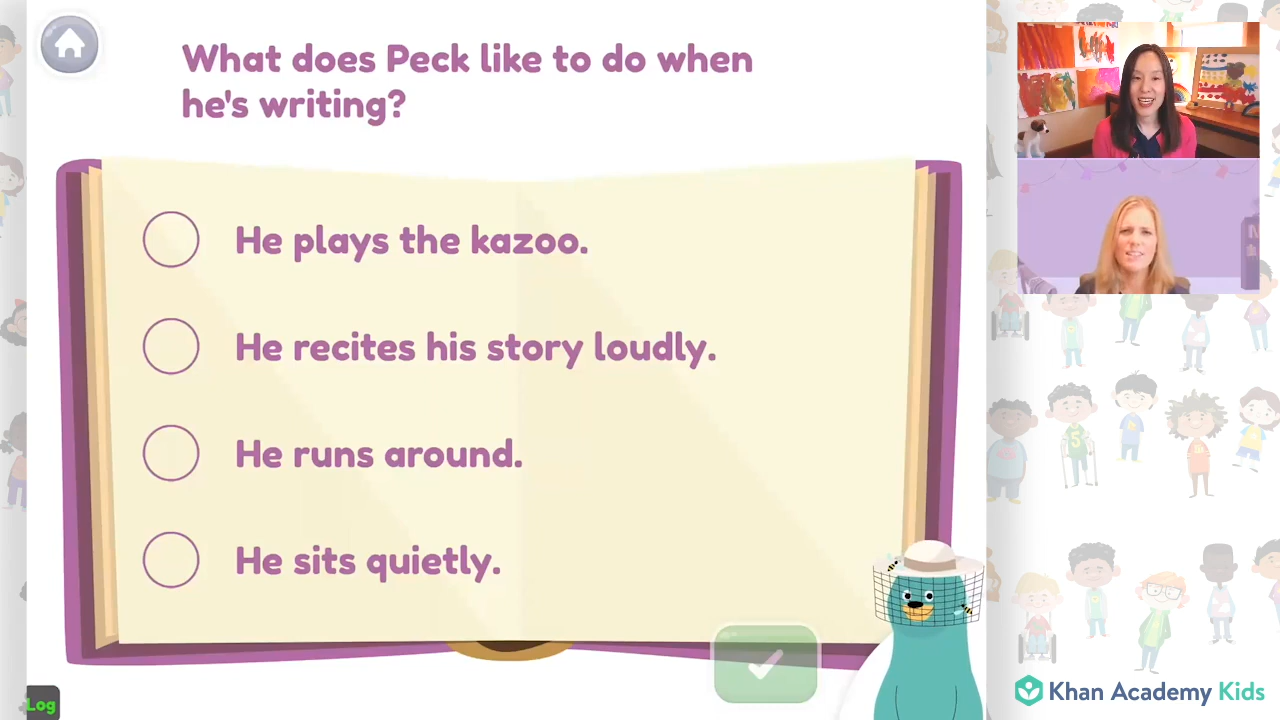 What does Peck like to do when
he's writing?
He plays the kazoo.
He recites his story loudly.
He runs around.
He sits quietly.
Log
Khan Academy Kids